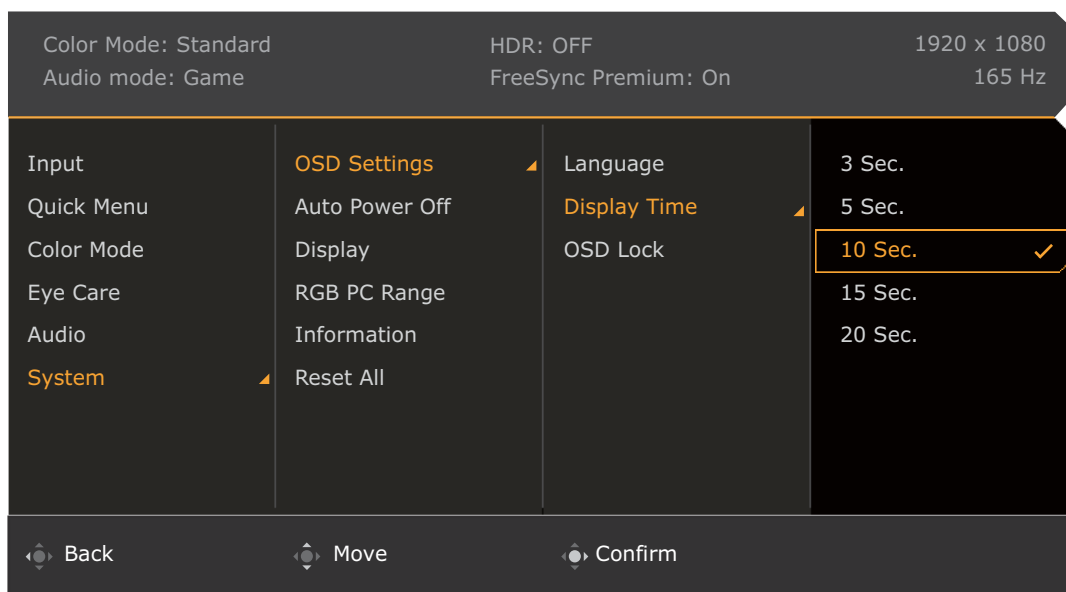 Color Mode: Standard
Audio mode: Game
HDR: OFF
FreeSync Premium: On
1920 x 1080
165 Hz
Input
Quick Menu
Color Mode
Eye Care
Audio
System
OSD Settings
Auto Power Off
Display
RGB PC Range
Information
Reset All
Language
Display Time
OSD Lock
3 Sec.
5 Sec.
10 Sec.
15 Sec.
20 Sec.
Back
Move
Confirm